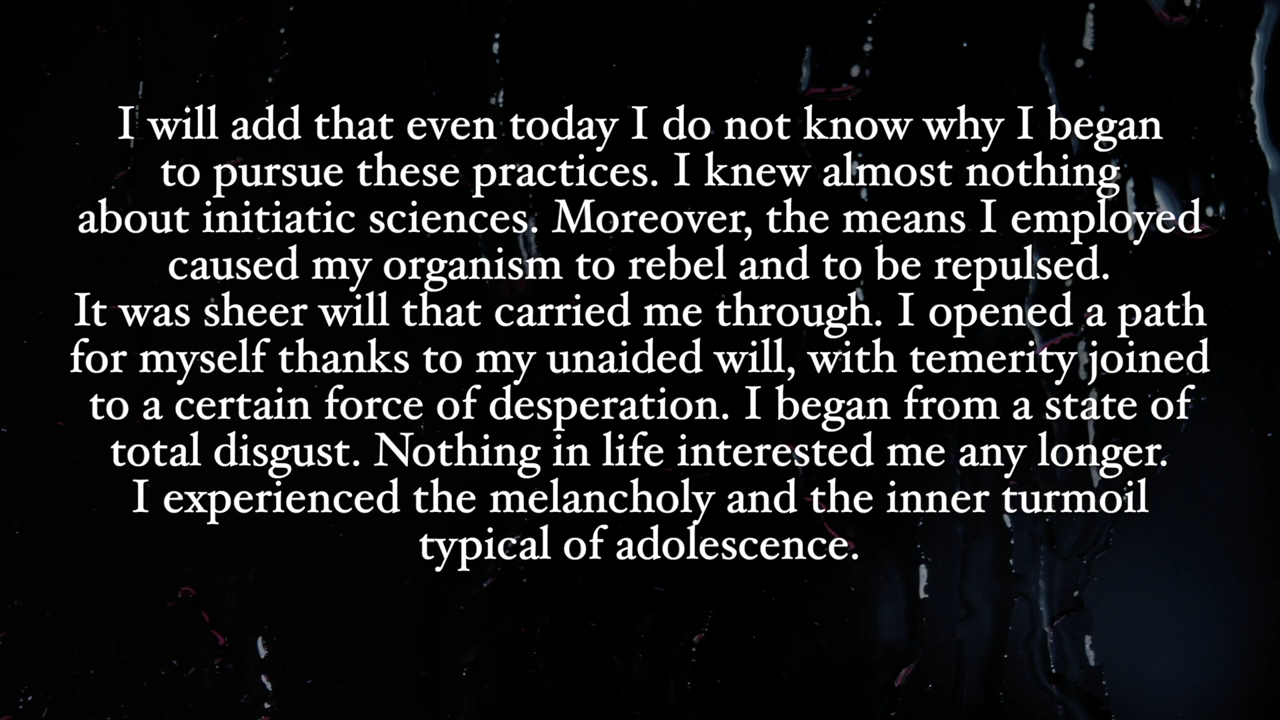 I will add that even today I do not know why I began
to pursue these practices. I knew almost nothing
about initiatic sciences. Moreover, the means I employed
caused my organism to rebel and to be repulsed.
It was sheer will that carried me through. I opened a path
for myself thanks to my unaided will, with temerity joined
to a certain force of desperation. I began from a state of
total disgust. Nothing in life interested me any longer.
I experienced the melancholy and the inner turmoil
typical of adolescence.